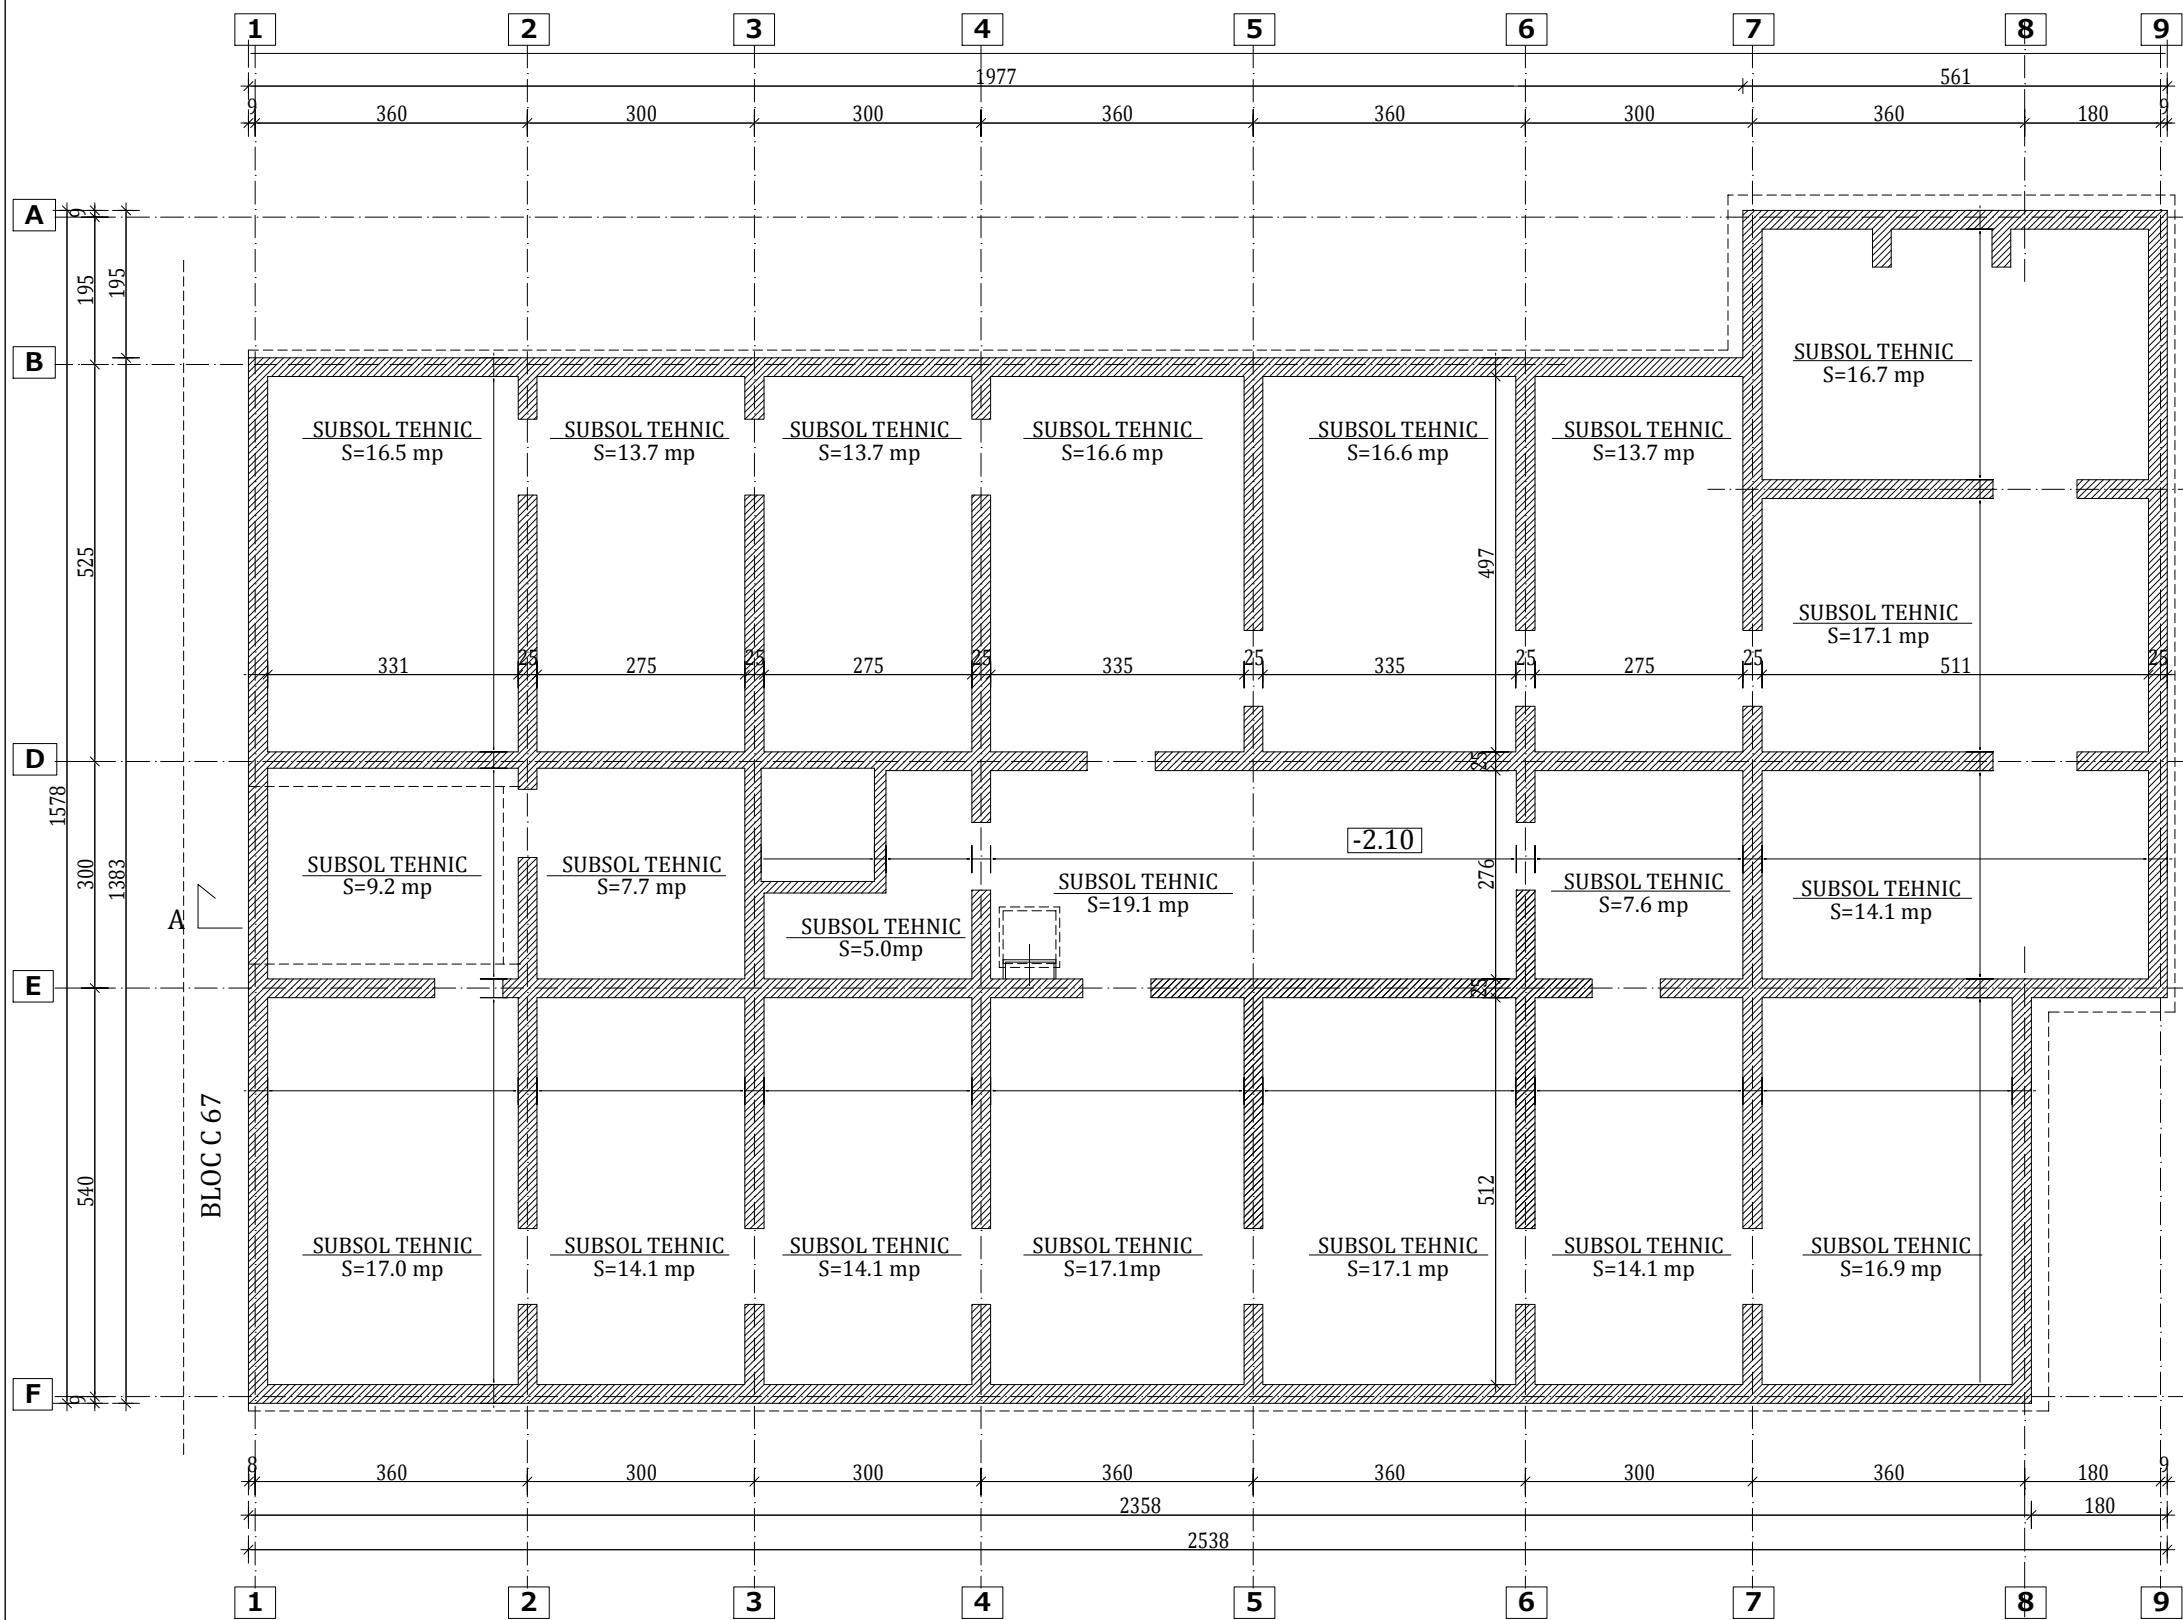 1 2 3 4 5 6 7 8 9
1977 561
9 360 300 300 360 360 300 360 180 9
A
9
195 195
B
SUBSOL TEHNIC
S=16.7 mp
SUBSOL TEHNIC SUBSOL TEHNIC SUBSOL TEHNIC SUBSOL TEHNIC SUBSOL TEHNIC SUBSOL TEHNIC
S=16.5 mp S=13.7 mp S=13.7 mp S=16.6 mp S=16.6 mp S=13.7 mp
525 497
SUBSOL TEHNIC
S=17.1 mp
331 25 275 25 275 25 335 25 335 25 275 25 511 25
D
25
1578
-2.10
300 1383 276
SUBSOL TEHNIC SUBSOL TEHNIC SUBSOL TEHNIC SUBSOL TEHNIC SUBSOL TEHNIC
S=9.2 mp S=7.7 mp S=19.1 mp S=7.6 mp S=14.1 mp
A
SUBSOL TEHNIC
S=5.0mp
E
25
BLOC C 67
540 512
SUBSOL TEHNIC SUBSOL TEHNIC SUBSOL TEHNIC SUBSOL TEHNIC SUBSOL TEHNIC SUBSOL TEHNIC SUBSOL TEHNIC
S=17.0 mp S=14.1 mp S=14.1 mp S=17.1mp S=17.1 mp S=14.1 mp S=16.9 mp
F
9
8 360 300 300 360 360 300 360 180 9
2358 180
2538
1 2 3 4 5 6 7 8 9